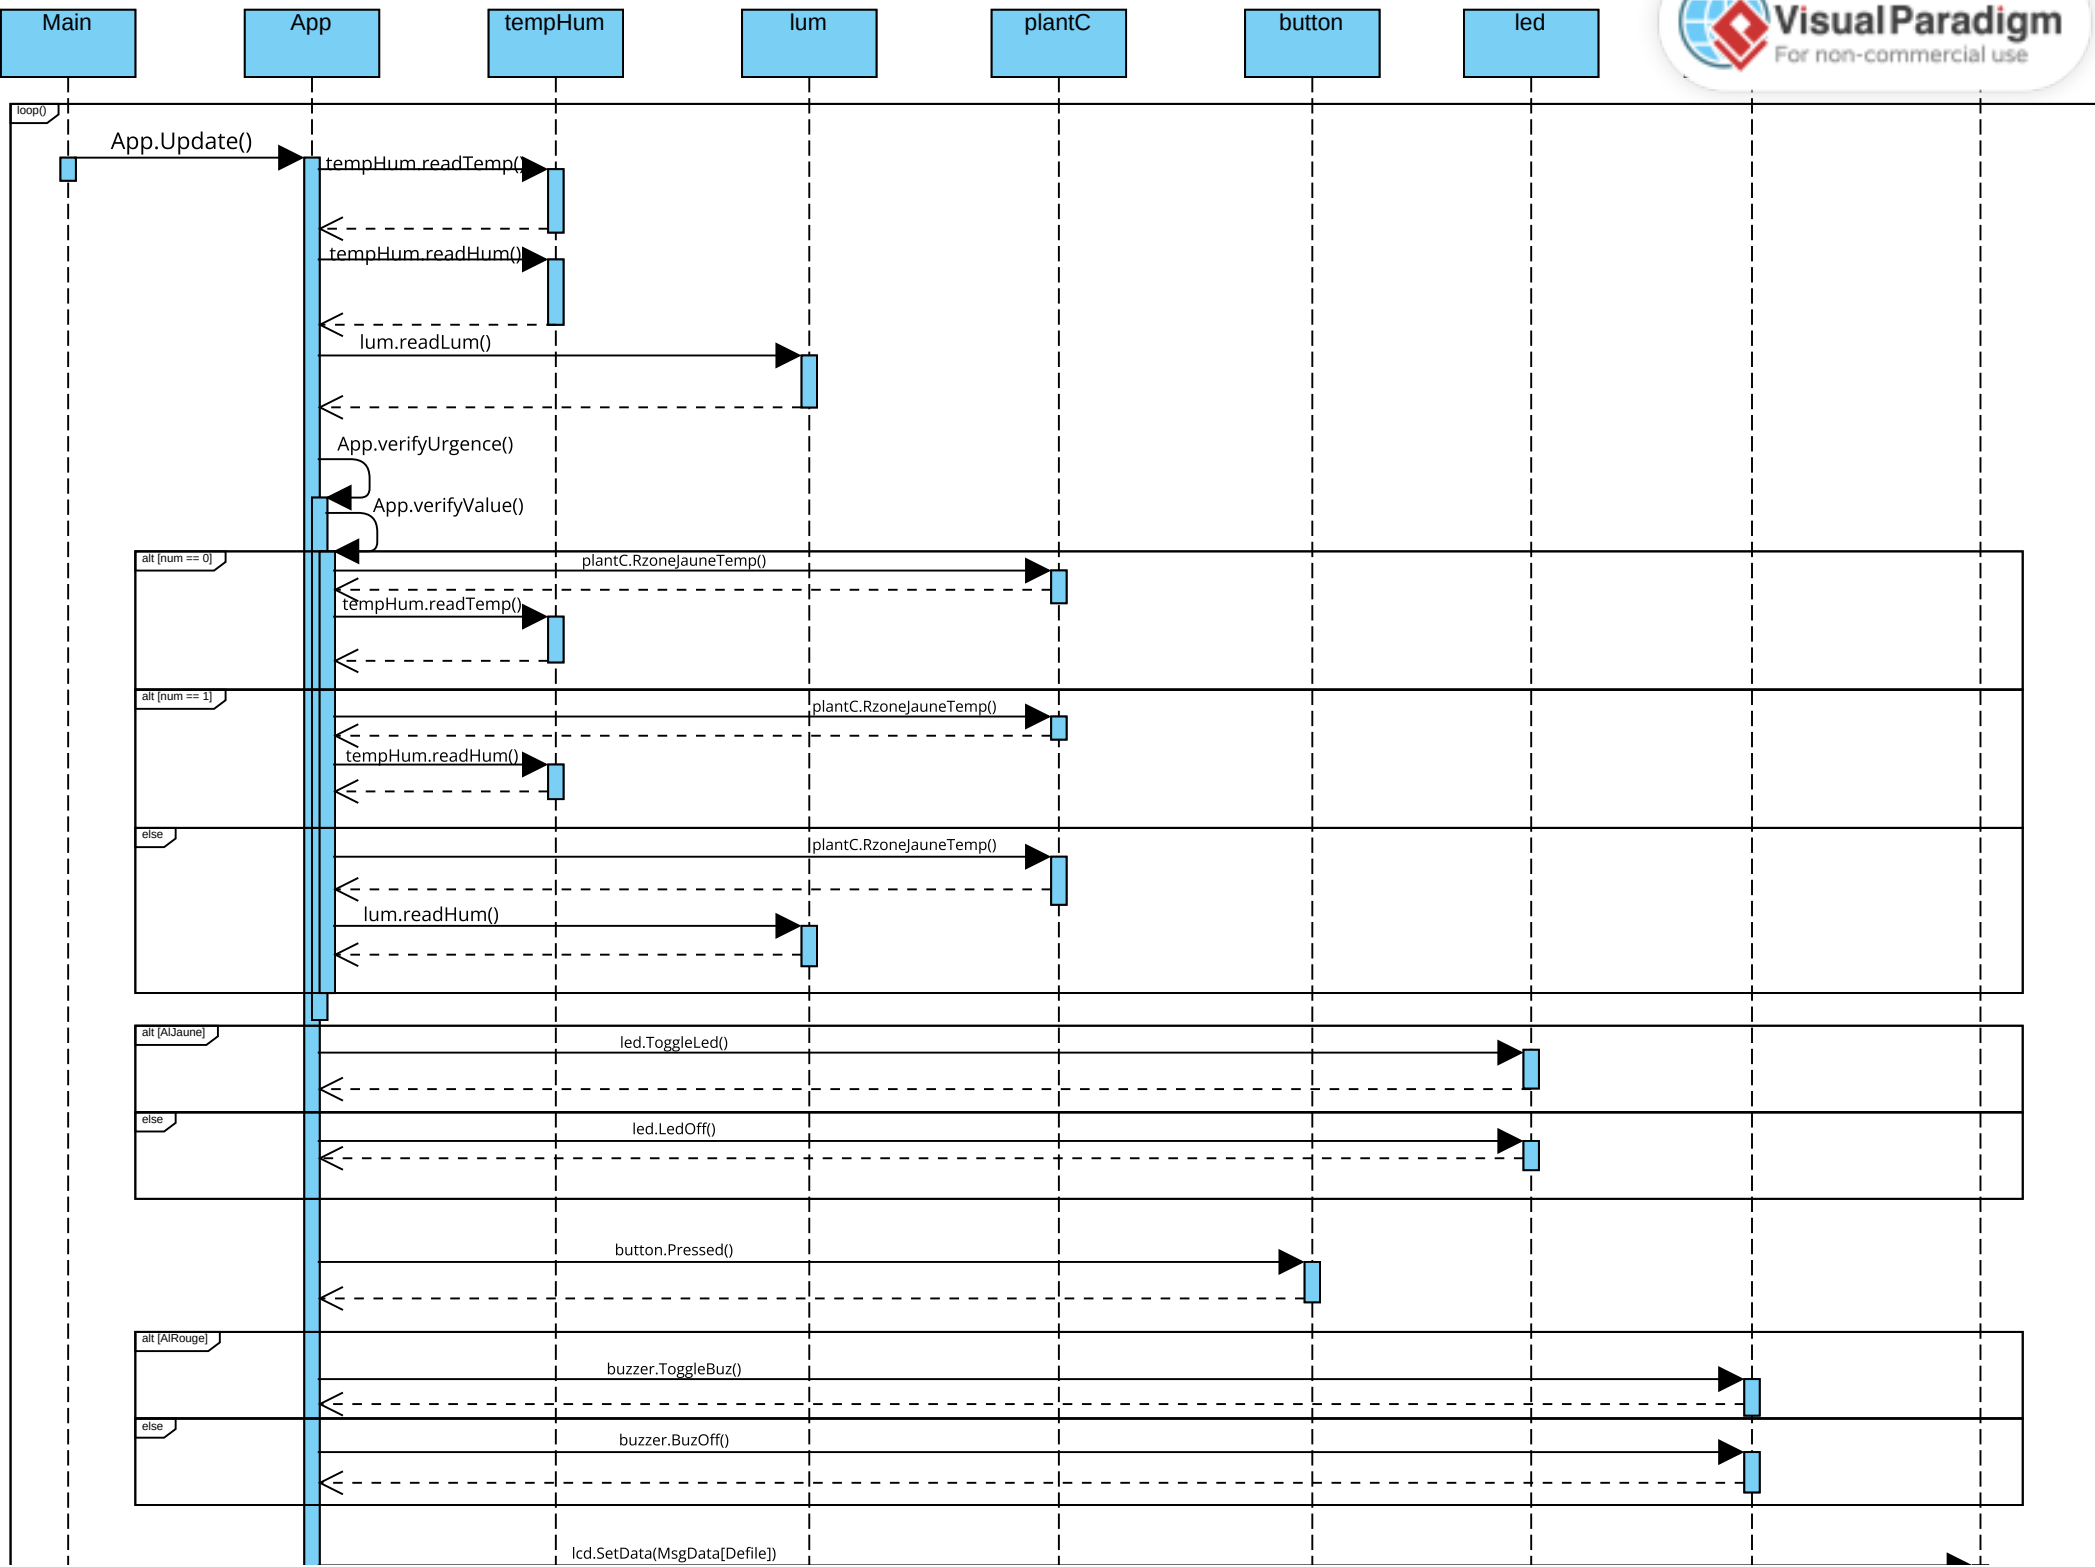 Main
App
tempHum
lum
plantC
button
led
Visual Paradigm
For non-commercial use
loop()
App.Update()
tempHum.readTemp()
tempHum.readHum()
lum.readLum()
App.verifyUrgence()
App.verifyValue()
alt [num == 0]
plantC.RzoneJauneTemp()
tempHum.readTemp()
alt [num == 1]
plantC.RzoneJauneTemp()
tempHum.readHum()
else
plantC.RzoneJauneTemp()
lum.readHum()
alt [AlJaune]
led.ToggleLed()
else
led.LedOff()
button.Pressed()
alt [AlRouge]
buzzer.ToggleBuz()
else
buzzer.BuzOff()
lcd.SetData(MsgData[Defile])